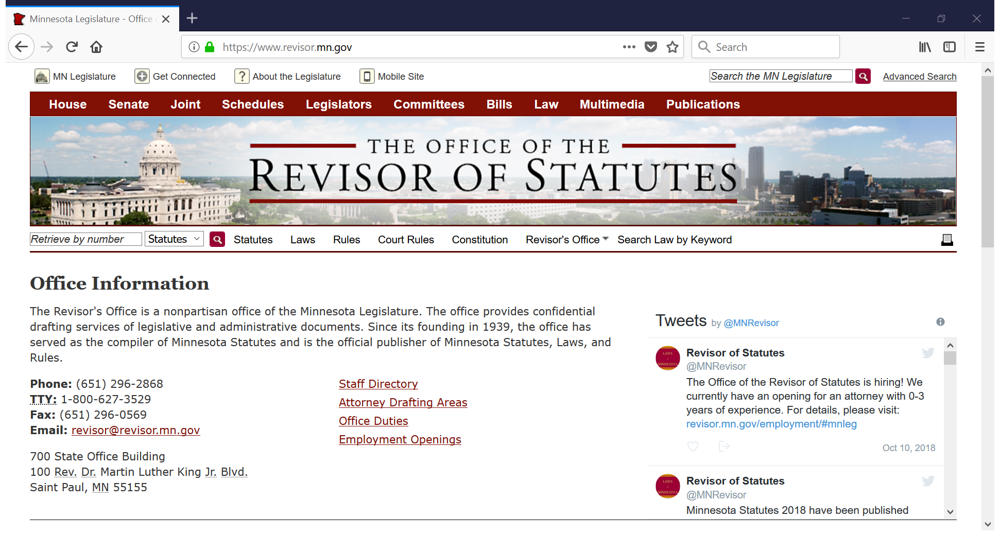 Minnesota Legislature - Office
https://www.revisor.mn.gov
Search
MN Legislature Get Connected About the Legislature Mobile Site
Search the MN Legislature Advanced Search
House Senate Joint Schedules Legislators Committees Bills Law Multimedia Publications
THE OFFICE OF THE
REVISOR OF STATUTES
Retrieve by number Statutes Statutes Laws Rules Court Rules Constitution Revisor's Office Search Law by Keyword
Office Information
The Revisor's Office is a nonpartisan office of the Minnesota Legislature. The office provides confidential
drafting services of legislative and administrative documents. Since its founding in 1939, the office has
served as the compiler of Minnesota Statutes and is the official publisher of Minnesota Statutes, Laws, and
Rules.
Phone: (651) 296-2868
TTY: 1-800-627-3529
Fax: (651) 296-0569
Email: revisor@revisor.mn.gov
700 State Office Building
100 Rev. Dr. Martin Luther King Jr. Blvd.
Saint Paul, MN 55155
Staff Directory
Attorney Drafting Areas
Office Duties
Employment Openings
Tweets by @MNRevisor
LAWS
of
MINNESOTA
Revisor of Statutes
@MNRevisor
The Office of the Revisor of Statutes is hiring! We
currently have an opening for an attorney with 0-3
years of experience. For details, please visit:
revisor.mn.gov/employment/#mnleg
Oct 10, 2018
LAWS
of
MINNESOTA
Revisor of Statutes
@MNRevisor
Minnesota Statutes 2018 have been published